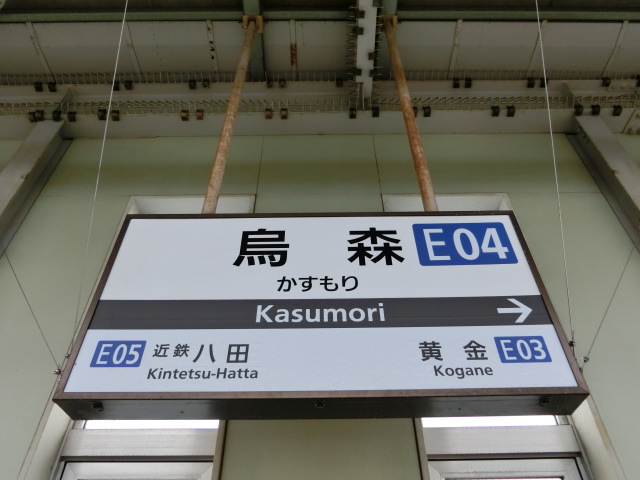 烏森 E04
かすもり
Kasumori →
E05 近鉄八田 黄金 E03
Kintetsu-Hatta Kogane